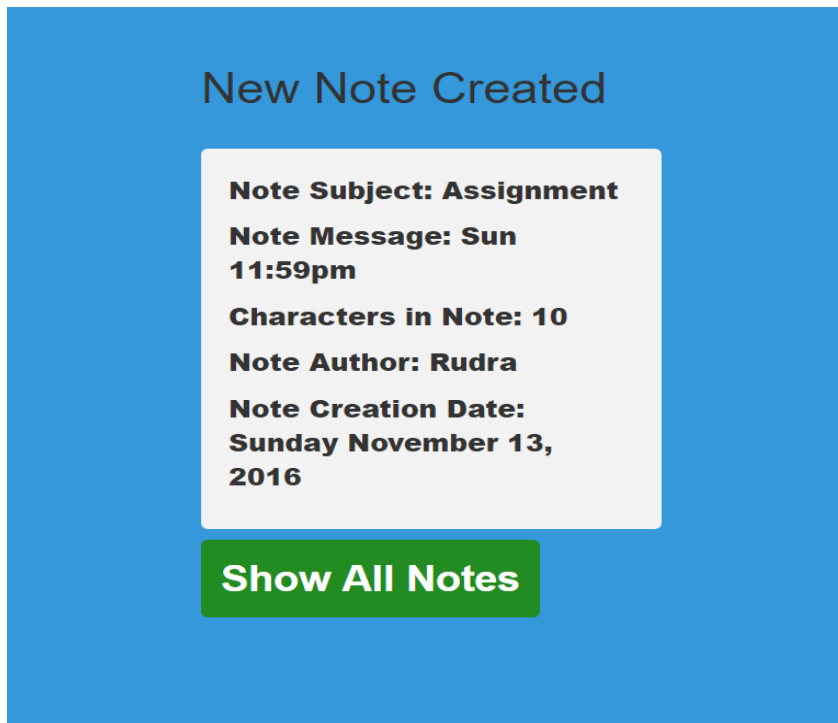 New Note Created
Note Subject: Assignment
Note Message: Sun
11:59pm
Characters in Note: 10
Note Author: Rudra
Note Creation Date:
Sunday November 13,
2016
Show All Notes